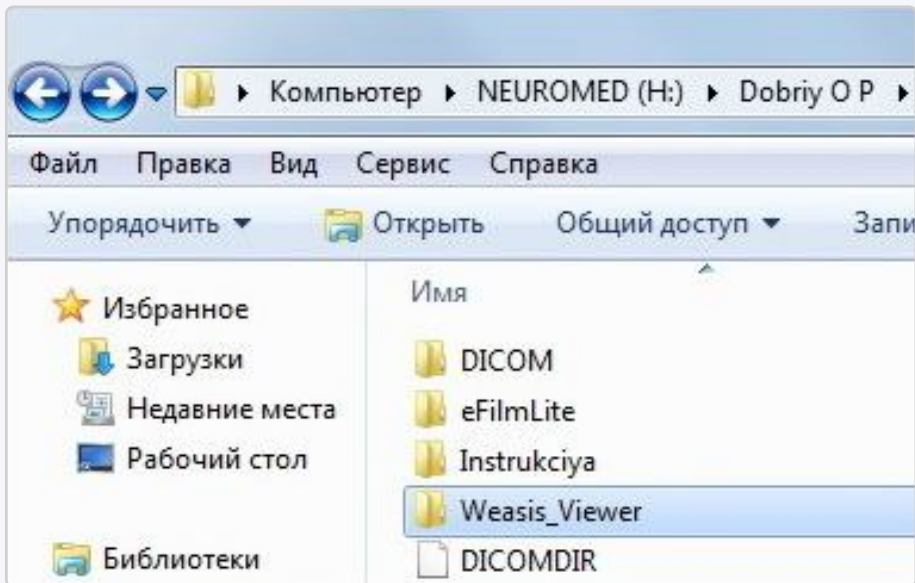 Компьютер ▸ NEUROMED (H:) ▸ Dobriy O P ▸
Файл Правка Вид Сервис Справка
Упорядочить ▼ Открыть Общий доступ ▼ Запи
Имя
Избранное
Загрузки
Недавние места
Рабочий стол
Библиотеки
DICOM
eFilmLite
Instrukciya
Weasis_Viewer
DICOMDIR